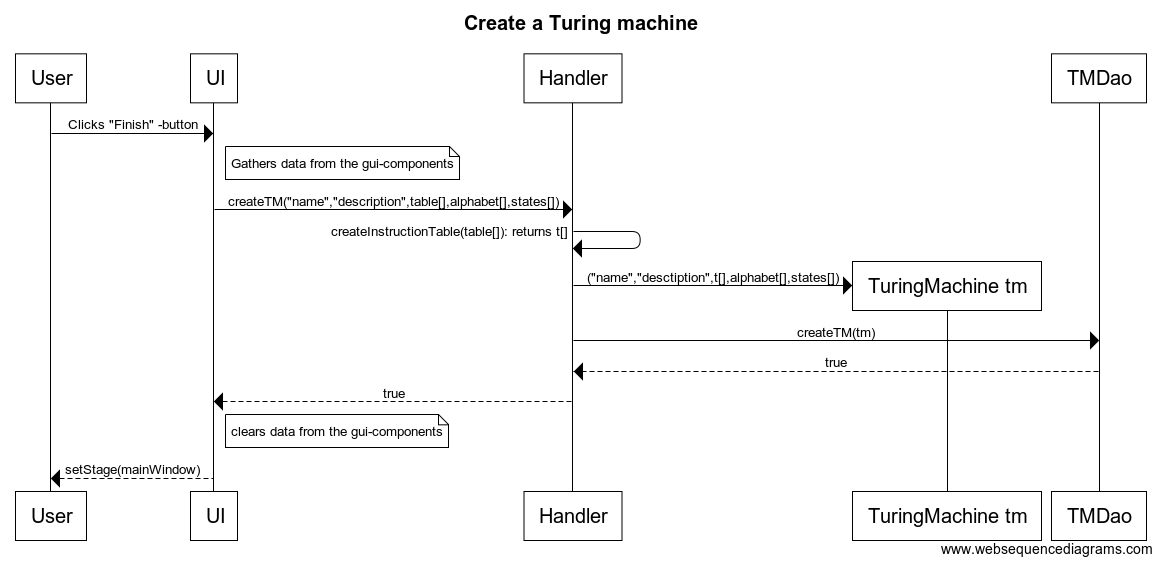 Create a Turing machine
User
UI
Handler
TMDao
Clicks "Finish" -button
Gathers data from the gui-components
createTM("name","description",table[],alphabet[],states[])
createInstructionTable(table[]): returns t[]
("name","desctiption",t[],alphabet[],states[])
TuringMachine tm
createTM(tm)
true
true
clears data from the gui-components
setStage(mainWindow)
User
UI
Handler
TuringMachine tm
TMDao
www.websequencediagrams.com